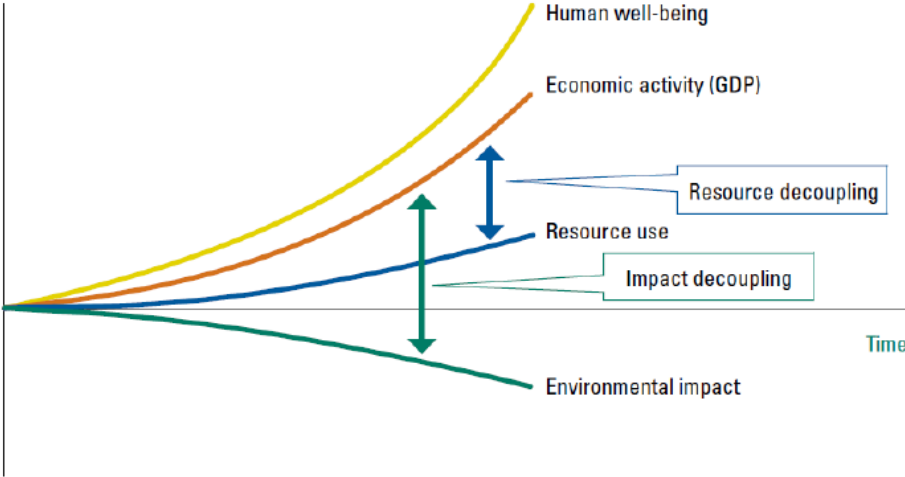 Human well-being
Economic activity (GDP)
Resource decoupling
Resource use
Impact decoupling
Time
Environmental impact